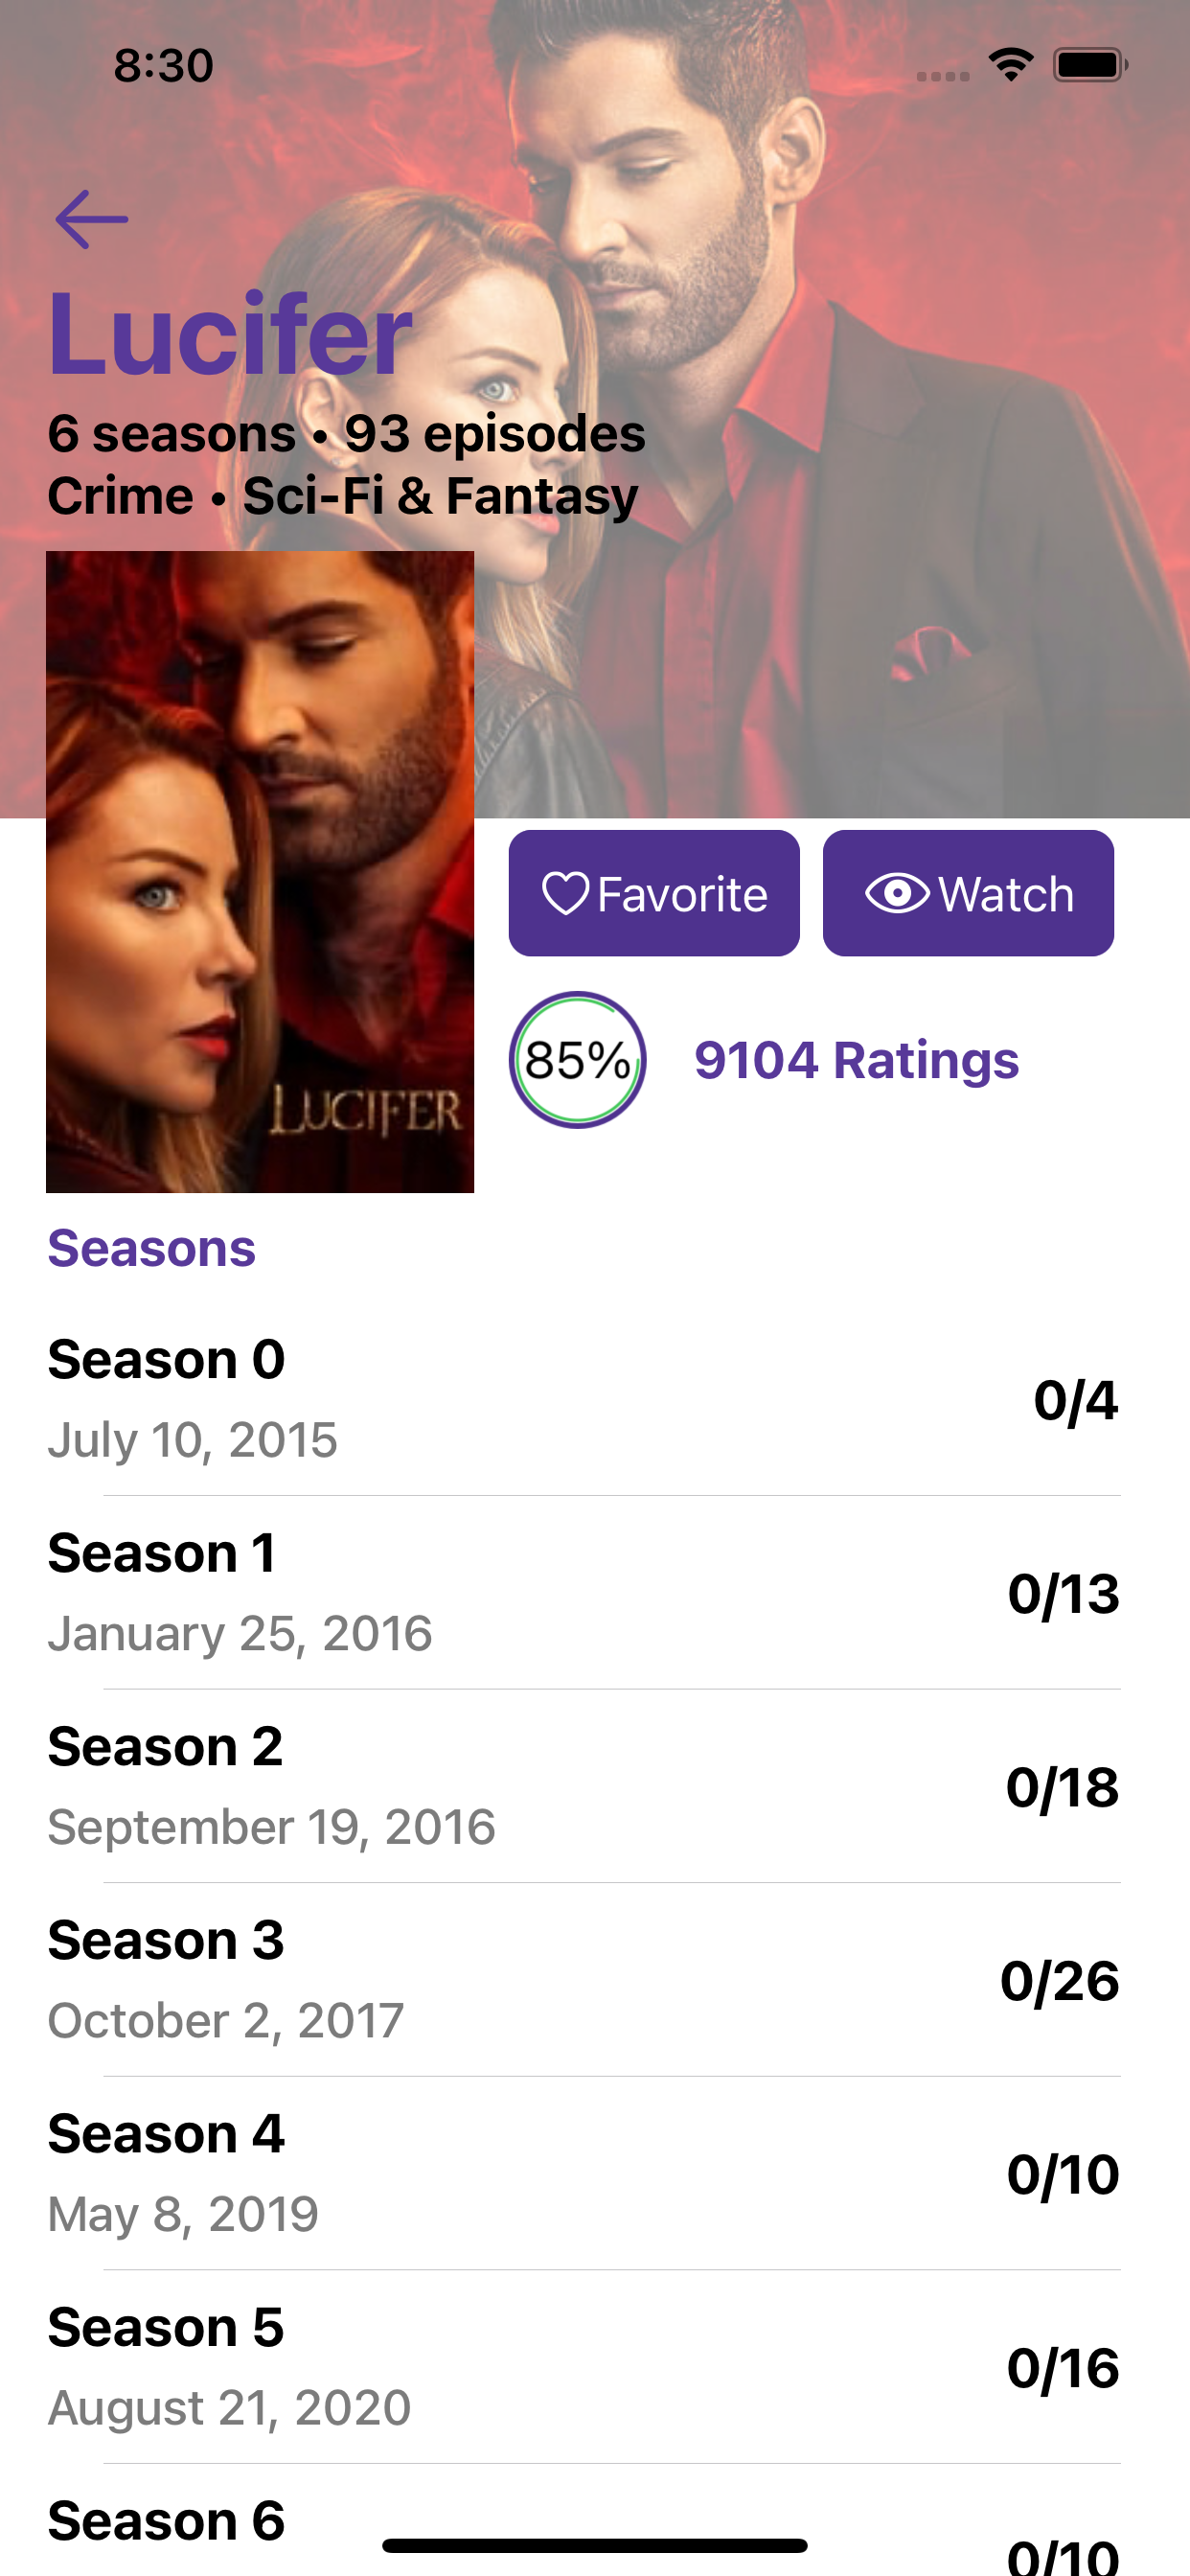 8:30
Lucifer
6 seasons • 93 episodes
Crime • Sci-Fi & Fantasy
LUCIFER
Favorite
Watch
85%
9104 Ratings
Seasons
Season 0
July 10, 2015
0/4
Season 1
January 25, 2016
0/13
Season 2
September 19, 2016
0/18
Season 3
October 2, 2017
0/26
Season 4
May 8, 2019
0/10
Season 5
August 21, 2020
0/16
Season 6
0/10